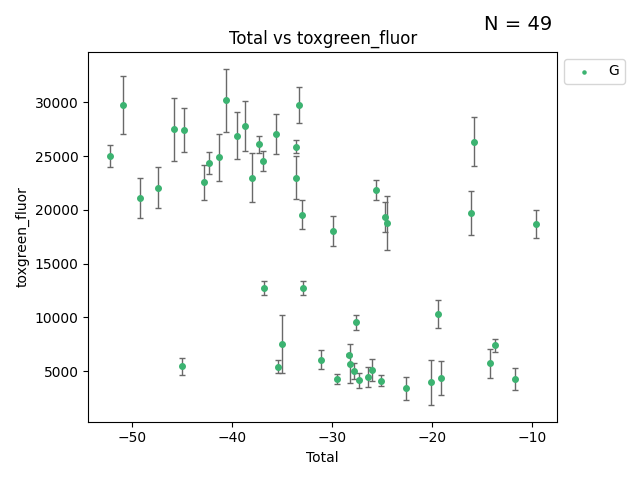 N = 49
Total vs toxgreen_fluor
G
toxgreen_fluor
30000
25000
20000
15000
10000
5000
−50 −40 −30 −20 −10
Total